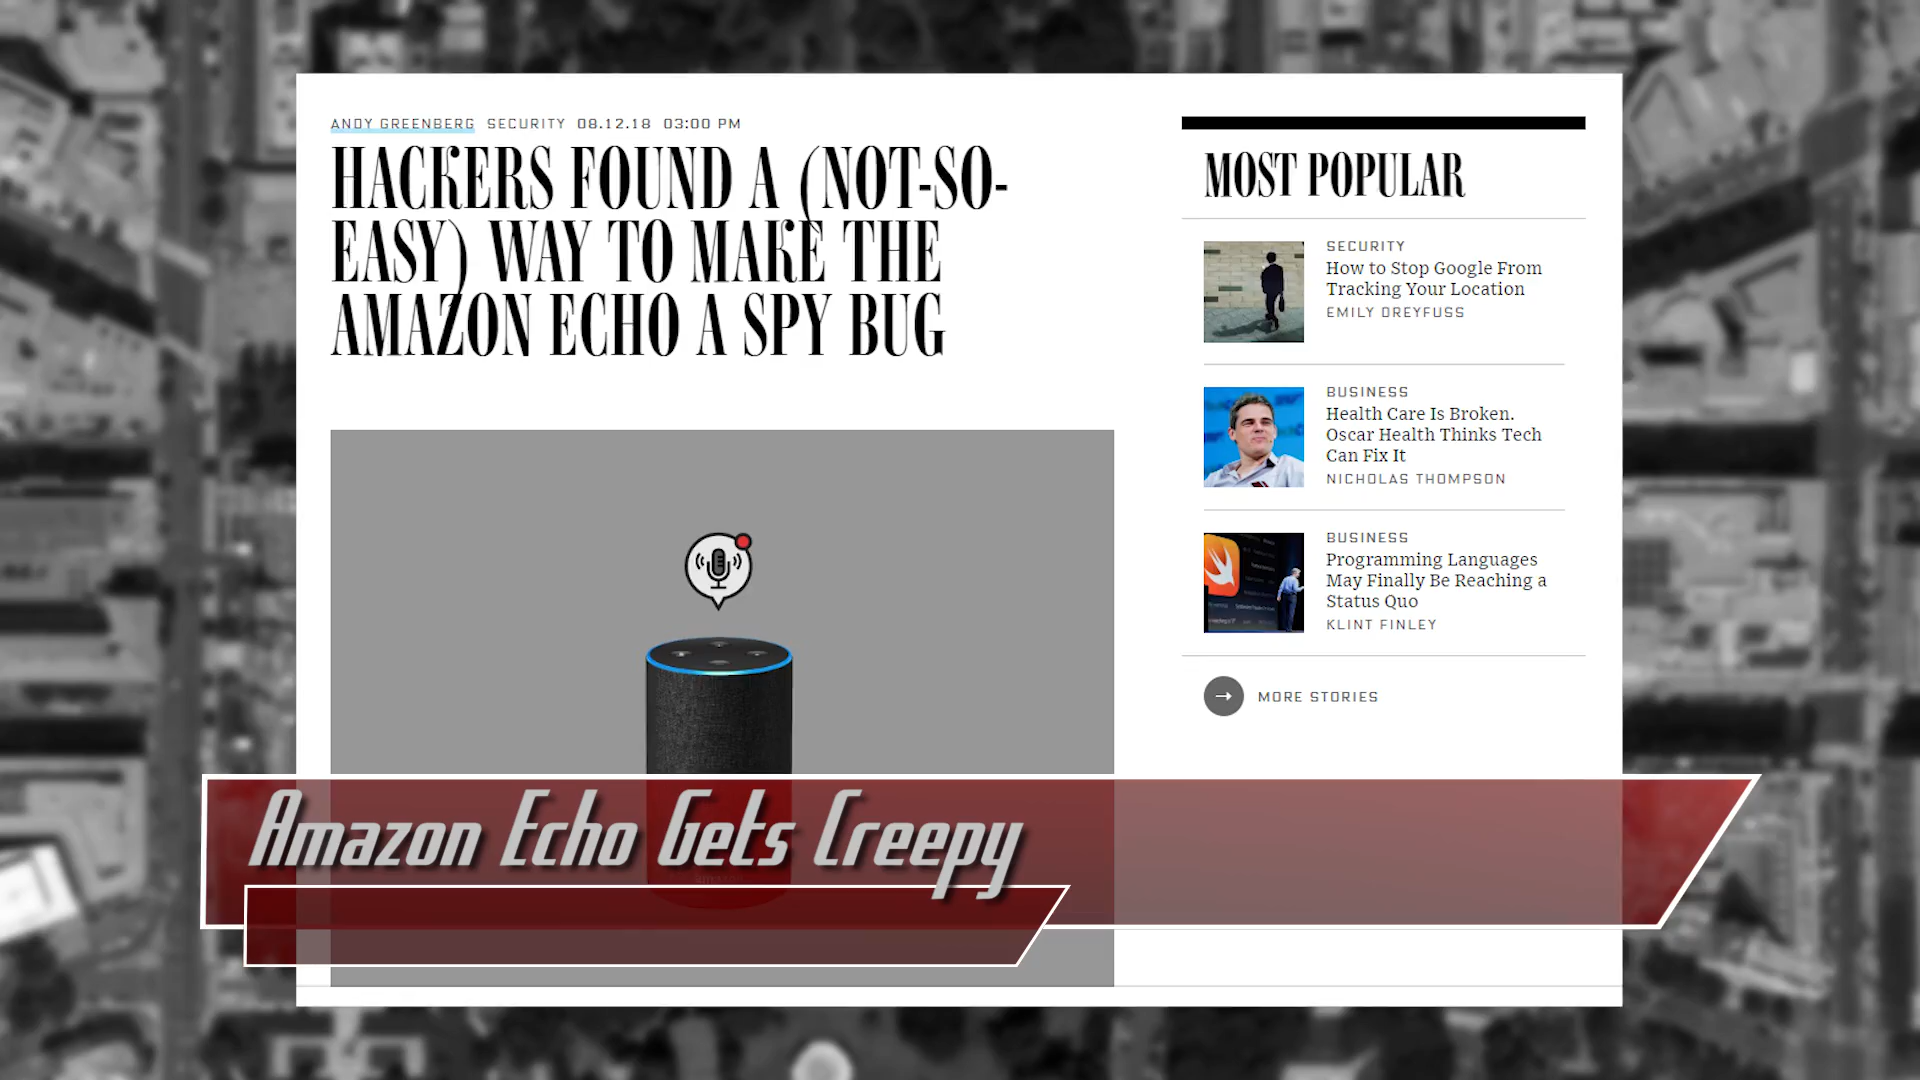 ANDY GREENBERG SECURITY 08.12.18 03:00 PM
HACKERS FOUND A (NOT-SO-
EASY) WAY TO MAKE THE
AMAZON ECHO A SPY BUG
MOST POPULAR
SECURITY
How to Stop Google From
Tracking Your Location
EMILY DREYFUSS
BUSINESS
Health Care Is Broken.
Oscar Health Thinks Tech
Can Fix It
NICHOLAS THOMPSON
BUSINESS
Programming Languages
May Finally Be Reaching a
Status Quo
KLINT FINLEY
MORE STORIES
Amazon Echo Gets Creepy